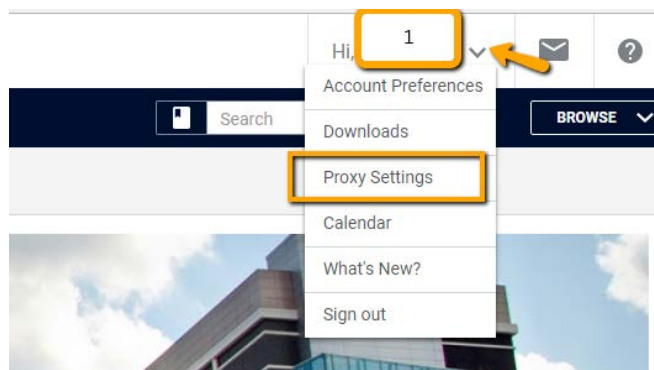 Hi, 1
Account Preferences
Search
BROWSE
Downloads
Proxy Settings
Calendar
What's New?
Sign out